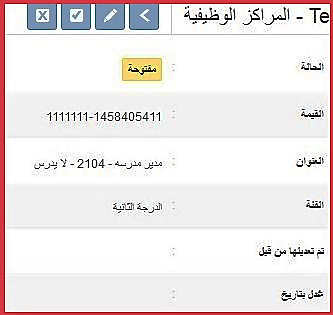 Te - المراكز الوظيفية
الحالة : مفتوحة
القيمة : 1111111-1458405411
العنوان : مدير مدرسه - 2104 - لا يدرس
الفئة : الدرجة الثانية
تم تعديلها من قبل :
عدل بتاريخ :